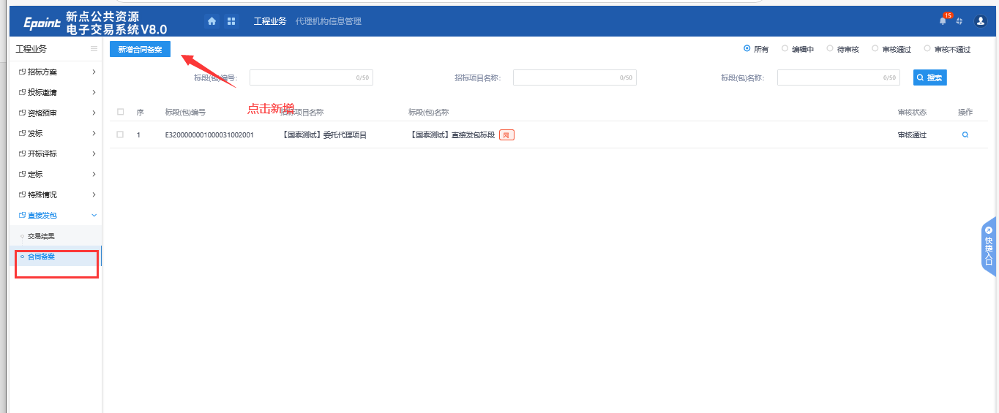 Epoint 新点公共资源
电子交易系统V8.0
工程业务 代理机构信息管理
15
工程业务
新增合同备案
所有 编辑中 待审核 审核通过 审核不通过
招标方案
投标邀请
资格预审
发标
开标评标
定标
特殊情况
直接发包
交易结果
合同备案
标段(包)编号: 0/50 招标项目名称: 0/50 标段(包)名称: 0/50 搜索
点击新增
序 标段(包)编号 招标项目名称 标段(包)名称 审核状态 操作
1 E3200000001000031002001 【国泰测试】委托代理项目 【国泰测试】直接发包标段 网 审核通过
快捷入口